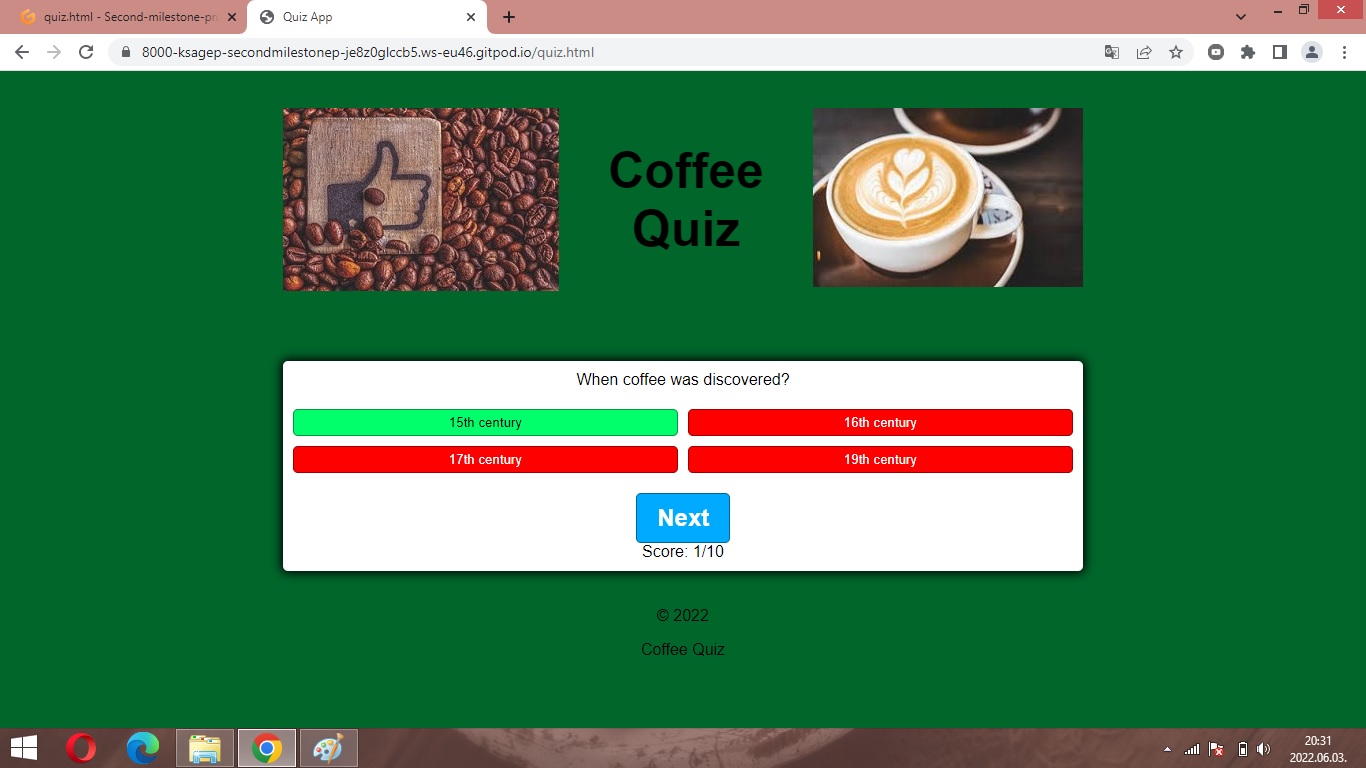 quiz.html - Second-milestone-pr
Quiz App
8000-ksagep-secondmilestonep-je8z0glccb5.ws-eu46.gitpod.io/quiz.html
Coffee
Quiz
When coffee was discovered?
15th century
16th century
17th century
19th century
Next
Score: 1/10
© 2022
Coffee Quiz
20:31
2022.06.03.